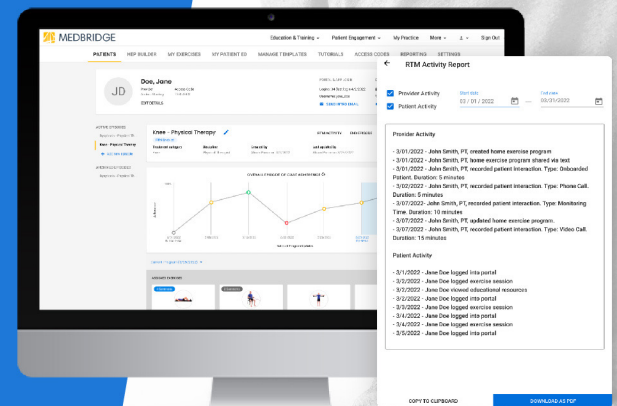 MEDBRIDGE
Education & Training
Patient Engagement
My Practice
More
Sign Out
PATIENTS
HEP BUILDER
MY EXERCISES
MY PATIENT ED
MANAGE TEMPLATES
TUTORIALS
ACCESS CODES
REPORTING
SETTINGS
JD
Doe, Jane
Knee - Physical Therapy
OVERALL EPISODE OF CARE ADHERENCE
RTM Activity Report
Provider Activity
Patient Activity
Start date
03 / 01 / 2022
—
End date
03/31/2022
Provider Activity
- 3/01/2022 - John Smith, PT, created home exercise program
- 3/01/2022 - John Smith, PT, home exercise program shared via text
- 3/01/2022 - John Smith, PT, recorded patient interaction. Type: Onboarded
Patient. Duration: 5 minutes
- 3/02/2022 - John Smith, PT, recorded patient interaction. Type: Phone Call.
Duration: 5 minutes
- 3/07/2022- John Smith, PT, recorded patient interaction. Type: Monitoring
Time. Duration: 10 minutes
- 3/07/2022 - John Smith, PT, updated home exercise program.
- 3/07/2022 - John Smith, PT, recorded patient interaction. Type: Video Call.
Duration: 15 minutes
Patient Activity
- 3/1/2022 - Jane Doe logged into portal
- 3/2/2022 - Jane Doe logged exercise session
- 3/2/2022 - Jane Doe viewed educational resources
- 3/2/2022 - Jane Doe logged into portal
- 3/3/2022 - Jane Doe logged exercise session
- 3/4/2022 - Jane Doe logged into portal
- 3/4/2022 - Jane Doe logged exercise session
- 3/5/2022 - Jane Doe logged into portal
COPY TO CLIPBOARD
DOWNLOAD AS PDF